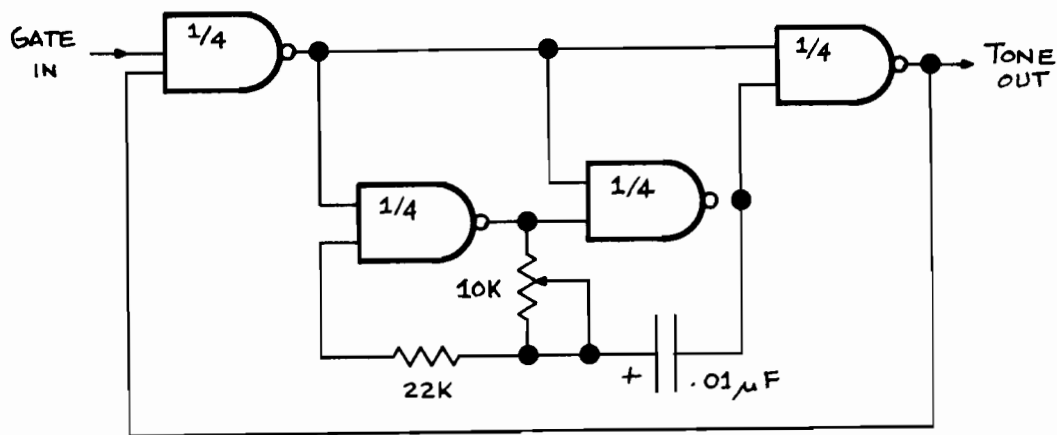 GATE
IN
1/4
1/4
TONE
OUT
1/4
1/4
10K
22K
+
.01µF